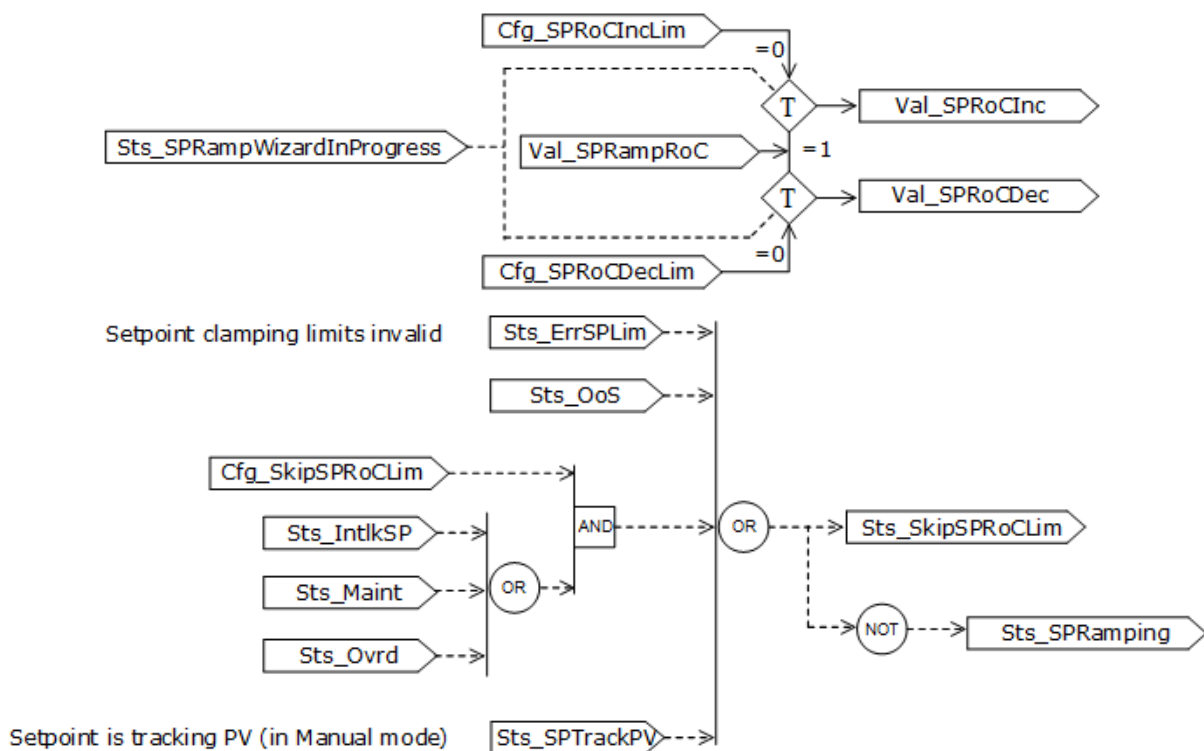 Cfg_SPRoCIncLim
=0
T
Val_SPRoCInc
Sts_SPRampWizardInProgress
Val_SPRampRoC
=1
T
Val_SPRoCDec
=0
Cfg_SPRoCDecLim
Setpoint clamping limits invalid
Sts_ErrSPLim
Sts_OoS
Cfg_SkipSPRoCLim
Sts_IntlkSP
AND
OR
Sts_SkipSPRoCLim
Sts_Maint
OR
NOT
Sts_SPRamping
Sts_Ovrd
Setpoint is tracking PV (in Manual mode)
Sts_SPTrackPV